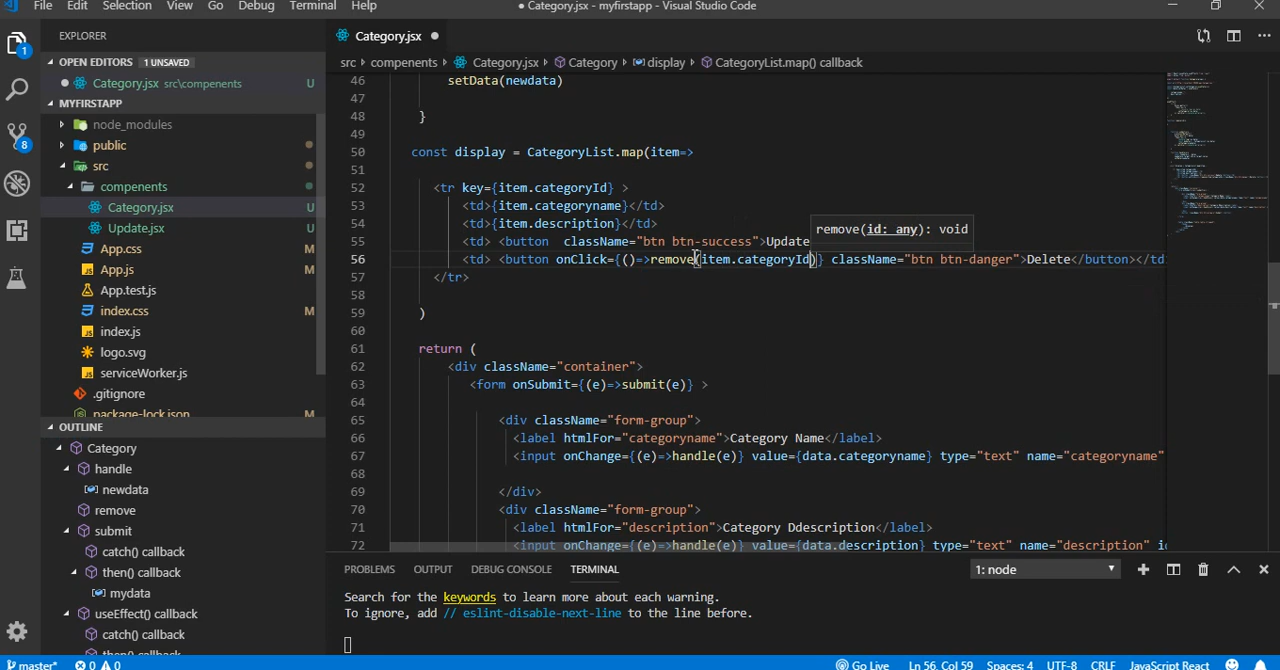 File Edit Selection View Go Debug Terminal Help ● Category.jsx - myfirstapp - Visual Studio Code
EXPLORER
OPEN EDITORS 1 UNSAVED
Category.jsx src\compenents U
MYFIRSTAPP
node_modules
public
src
compenents
Category.jsx U
Update.jsx U
App.css M
App.js M
App.test.js
index.css M
index.js
logo.svg
serviceWorker.js
.gitignore
package-lock.json M
OUTLINE
Category
handle
newdata
remove
submit
catch() callback
then() callback
mydata
useEffect() callback
catch() callback
then() callback
1
8
Category.jsx ●
src › compenents › Category.jsx › Category › display › CategoryList.map() callback
46 setData(newdata)
47
48 }
49
50 const display = CategoryList.map(item=>
51
52 <tr key={item.categoryId} >
53 <td>{item.categoryname}</td>
54 <td>{item.description}</td>
remove(id: any): void
55 <td> <button className="btn btn-success">Update
56 <td> <button onClick={()=>remove(item.categoryId)} className="btn btn-danger">Delete</button></td
57 </tr>
58
59 )
60
61 return (
62 <div className="container">
63 <form onSubmit={(e)=>submit(e)} >
64
65 <div className="form-group">
66 <label htmlFor="categoryname">Category Name</label>
67 <input onChange={(e)=>handle(e)} value={data.categoryname} type="text" name="categoryname"
68
69 </div>
70 <div className="form-group">
71 <label htmlFor="description">Category Ddescription</label>
72 <input onChange={(e)=>handle(e)} value={data.description} type="text" name="description" id
PROBLEMS OUTPUT DEBUG CONSOLE TERMINAL 1: node
Search for the keywords to learn more about each warning.
To ignore, add // eslint-disable-next-line to the line before.
master* 0 0 Go Live Ln 56, Col 59 Spaces: 4 UTF-8 CRLF JavaScript React